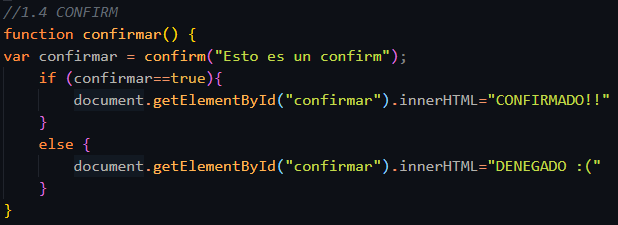 //1.4 CONFIRM
function confirmar() {
var confirmar = confirm("Esto es un confirm");
    if (confirmar==true){
        document.getElementById("confirmar").innerHTML="CONFIRMADO!!"
    }
    else {
        document.getElementById("confirmar").innerHTML="DENEGADO :("
    }
}